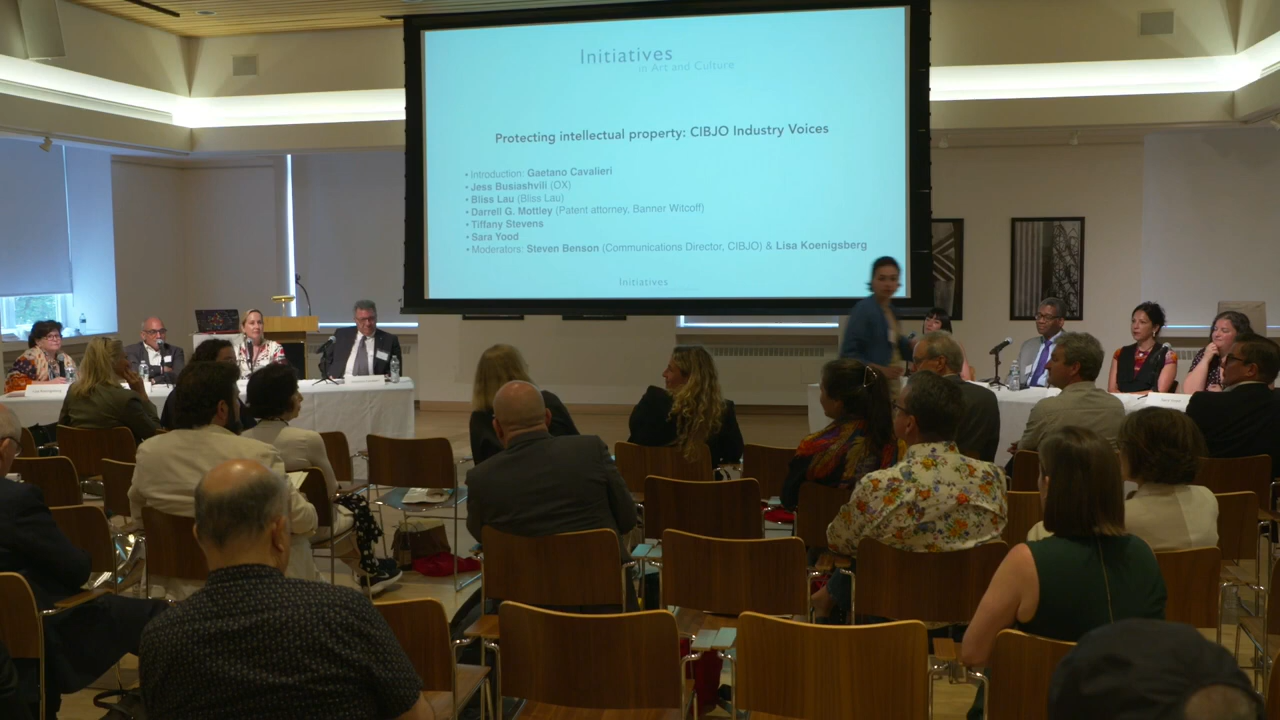 Initiatives
in Art and Culture
Protecting intellectual property: CIBJO Industry Voices
• Introduction: Gaetano Cavalieri
• Jess Busiashvili (OX)
• Bliss Lau (Bliss Lau)
• Darrell G. Mottley (Patent attorney, Banner Witcoff)
• Tiffany Stevens
• Sara Yood
• Moderators: Steven Benson (Communications Director, CIBJO) & Lisa Koenigsberg
Initiatives